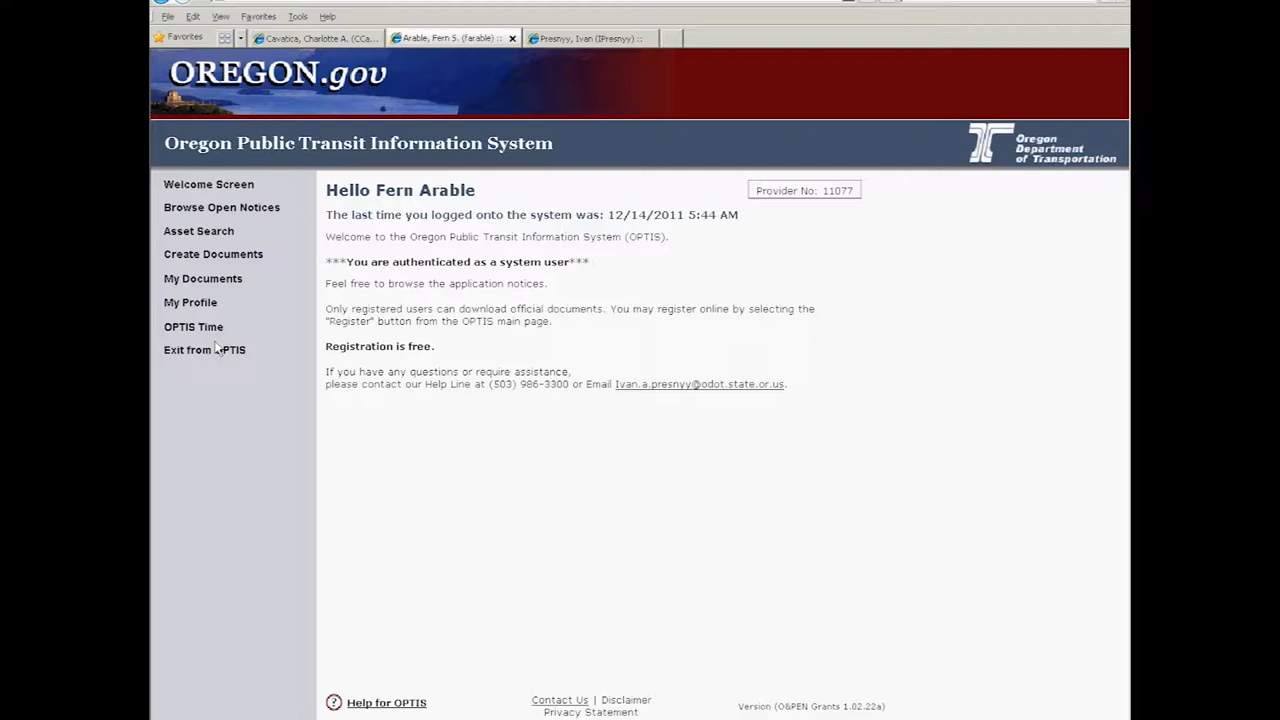 File Edit View Favorites Tools Help
Favorites Cavatica, Charlotte A. (CCa... Arable, Fern S. (farable) :: Presnyy, Ivan (IPresnyy) ::
OREGON.gov
Oregon Public Transit Information System
Oregon
Department
of Transportation
Welcome Screen
Browse Open Notices
Asset Search
Create Documents
My Documents
My Profile
OPTIS Time
Exit from OPTIS
Hello Fern Arable
Provider No: 11077
The last time you logged onto the system was: 12/14/2011 5:44 AM
Welcome to the Oregon Public Transit Information System (OPTIS).
***You are authenticated as a system user***
Feel free to browse the application notices.
Only registered users can download official documents. You may register online by selecting the
"Register" button from the OPTIS main page.
Registration is free.
If you have any questions or require assistance,
please contact our Help Line at (503) 986-3300 or Email Ivan.a.presnyy@odot.state.or.us.
? Help for OPTIS
Contact Us | Disclaimer
Privacy Statement
Version (O&PEN Grants 1.02.22a)